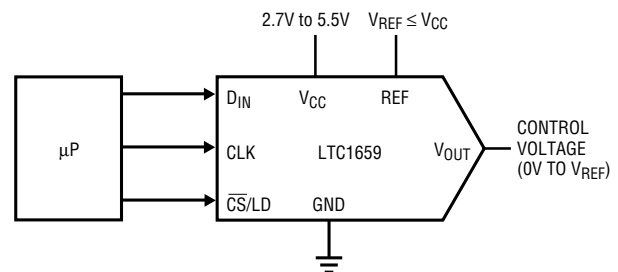 2.7V to 5.5V
VREF ≤ VCC
µP
DIN
VCC
REF
CLK
LTC1659
VOUT
CS/LD
GND
CONTROL
VOLTAGE
(0V TO VREF)